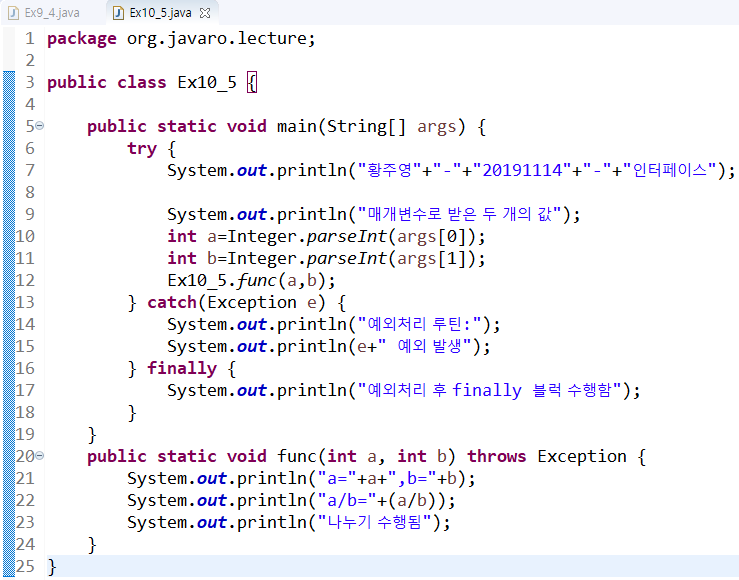 Ex9_4.java Ex10_5.java
1 package org.javaro.lecture;
2
3 public class Ex10_5 {
4
5 public static void main(String[] args) {
6 try {
7 System.out.println("황주영"+"-"+"20191114"+"-"+"인터페이스");
8
9 System.out.println("매개변수로 받은 두 개의 값");
10 int a=Integer.parseInt(args[0]);
11 int b=Integer.parseInt(args[1]);
12 Ex10_5.func(a,b);
13 } catch(Exception e) {
14 System.out.println("예외처리 루틴:");
15 System.out.println(e+" 예외 발생");
16 } finally {
17 System.out.println("예외처리 후 finally 블럭 수행함");
18 }
19 }
20 public static void func(int a, int b) throws Exception {
21 System.out.println("a="+a+",b="+b);
22 System.out.println("a/b="+(a/b));
23 System.out.println("나누기 수행됨");
24 }
25 }